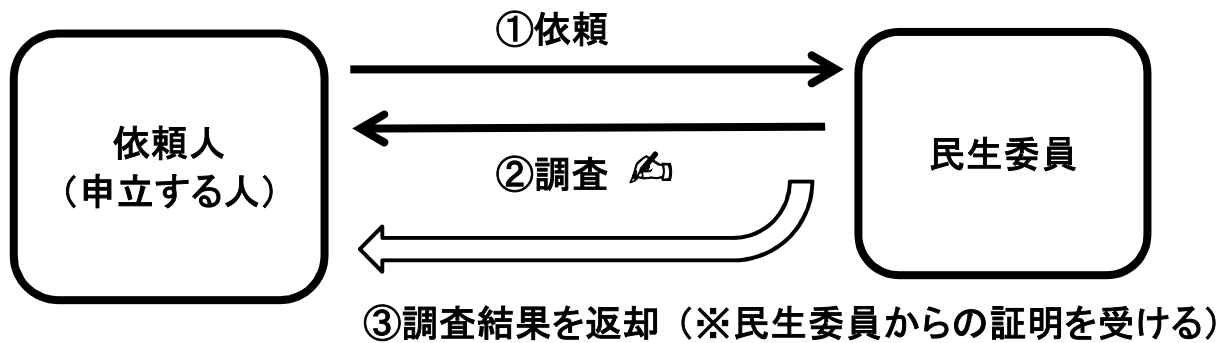 ①依頼
依頼人
（申立する人）
民生委員
②調査
③調査結果を返却（※民生委員からの証明を受ける）